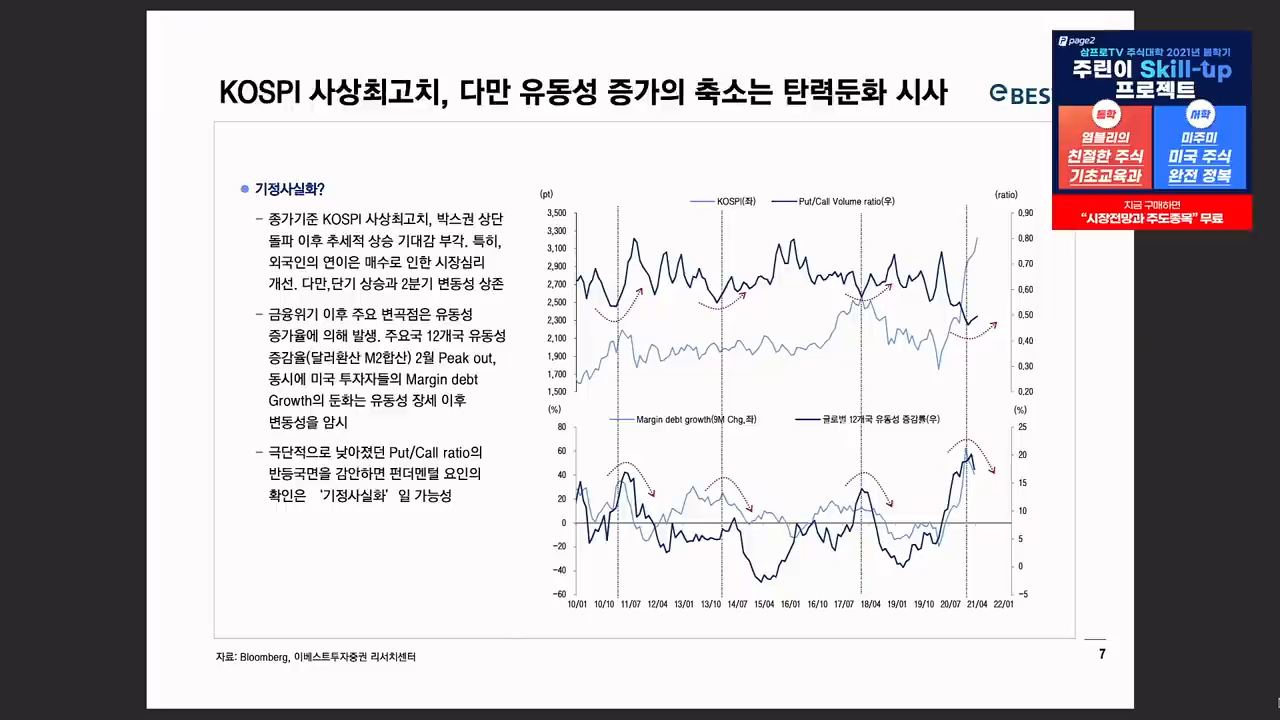 KOSPI 사상최고치, 다만 유동성 증가의 축소는 탄력둔화 시사
eBEST
page2
삼프로TV 주식대학 2021년 봄학기
주린이 Skill-up
프로젝트
동학
염블리의
친절한 주식
기초교육과
서학
미주미
미국 주식
완전 정복
지금 구매하면
“시장전망과 주도종목” 무료
기정사실화?
− 종가기준 KOSPI 사상최고치, 박스권 상단
돌파 이후 추세적 상승 기대감 부각. 특히,
외국인의 연이은 매수로 인한 시장심리
개선. 다만,단기 상승과 2분기 변동성 상존
− 금융위기 이후 주요 변곡점은 유동성
증가율에 의해 발생. 주요국 12개국 유동성
증감율(달러환산 M2합산) 2월 Peak out,
동시에 미국 투자자들의 Margin debt
Growth의 둔화는 유동성 장세 이후
변동성을 암시
− 극단적으로 낮아졌던 Put/Call ratio의
반등국면을 감안하면 펀더멘털 요인의
확인은 ‘기정사실화’일 가능성
(pt)
KOSPI(좌)
Put/Call Volume ratio(우)
(ratio)
3,500
3,300
3,100
2,900
2,700
2,500
2,300
2,100
1,900
1,700
1,500
0,90
0,80
0,70
0,60
0,50
0,40
0,30
0,20
(%)
Margin debt growth(9M Chg,좌)
글로벌 12개국 유동성 증감률(우)
(%)
80
60
40
20
0
−20
−40
−60
25
20
15
10
5
0
−5
10/01 10/10 11/07 12/04 13/01 13/10 14/07 15/04 16/01 16/10 17/07 18/04 19/01 19/10 20/07 21/04 22/01
자료: Bloomberg, 이베스트투자증권 리서치센터
7